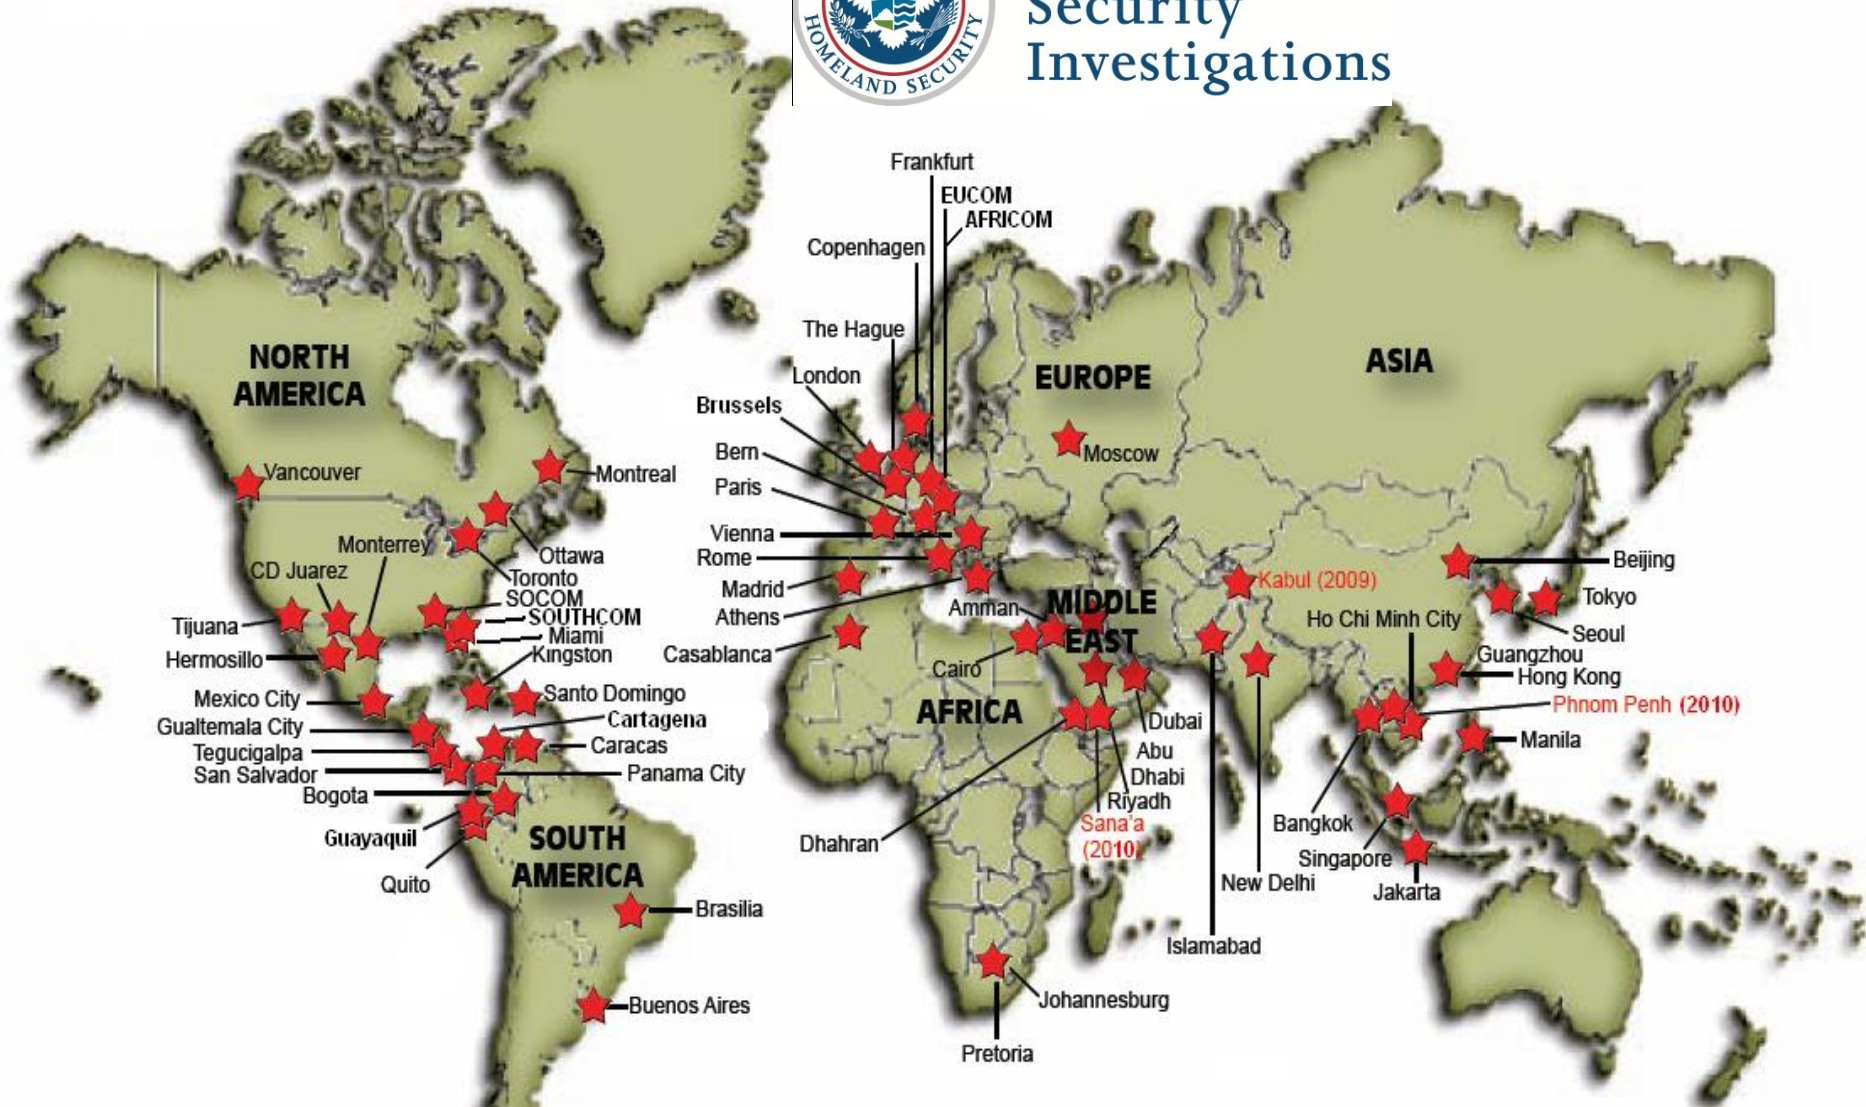 Security
Investigations
HOMELAND SECURITY
Frankfurt
EUCOM
AFRICOM
Copenhagen
The Hague
London
Brussels
Bern
Paris
Vienna
Rome
Madrid
Athens
Casablanca
NORTH
AMERICA
Vancouver
Montreal
Monterrey
CD Juarez
Ottawa
Toronto
SOCOM
SOUTHCOM
Miami
Kingston
Tijuana
Hermosillo
Mexico City
Santo Domingo
Gualtemala City
Cartagena
Tegucigalpa
Caracas
San Salvador
Panama City
Bogota
Guayaquil
Quito
SOUTH
AMERICA
Brasilia
Buenos Aires
EUROPE
Moscow
ASIA
Amman
MIDDLE
EAST
Cairo
AFRICA
Dubai
Abu
Dhabi
Riyadh
Sana'a
(2010)
Dhahran
Johannesburg
Pretoria
Kabul (2009)
Beijing
Tokyo
Seoul
Ho Chi Minh City
Guangzhou
Hong Kong
Phnom Penh (2010)
Manila
Bangkok
Singapore
Jakarta
New Delhi
Islamabad